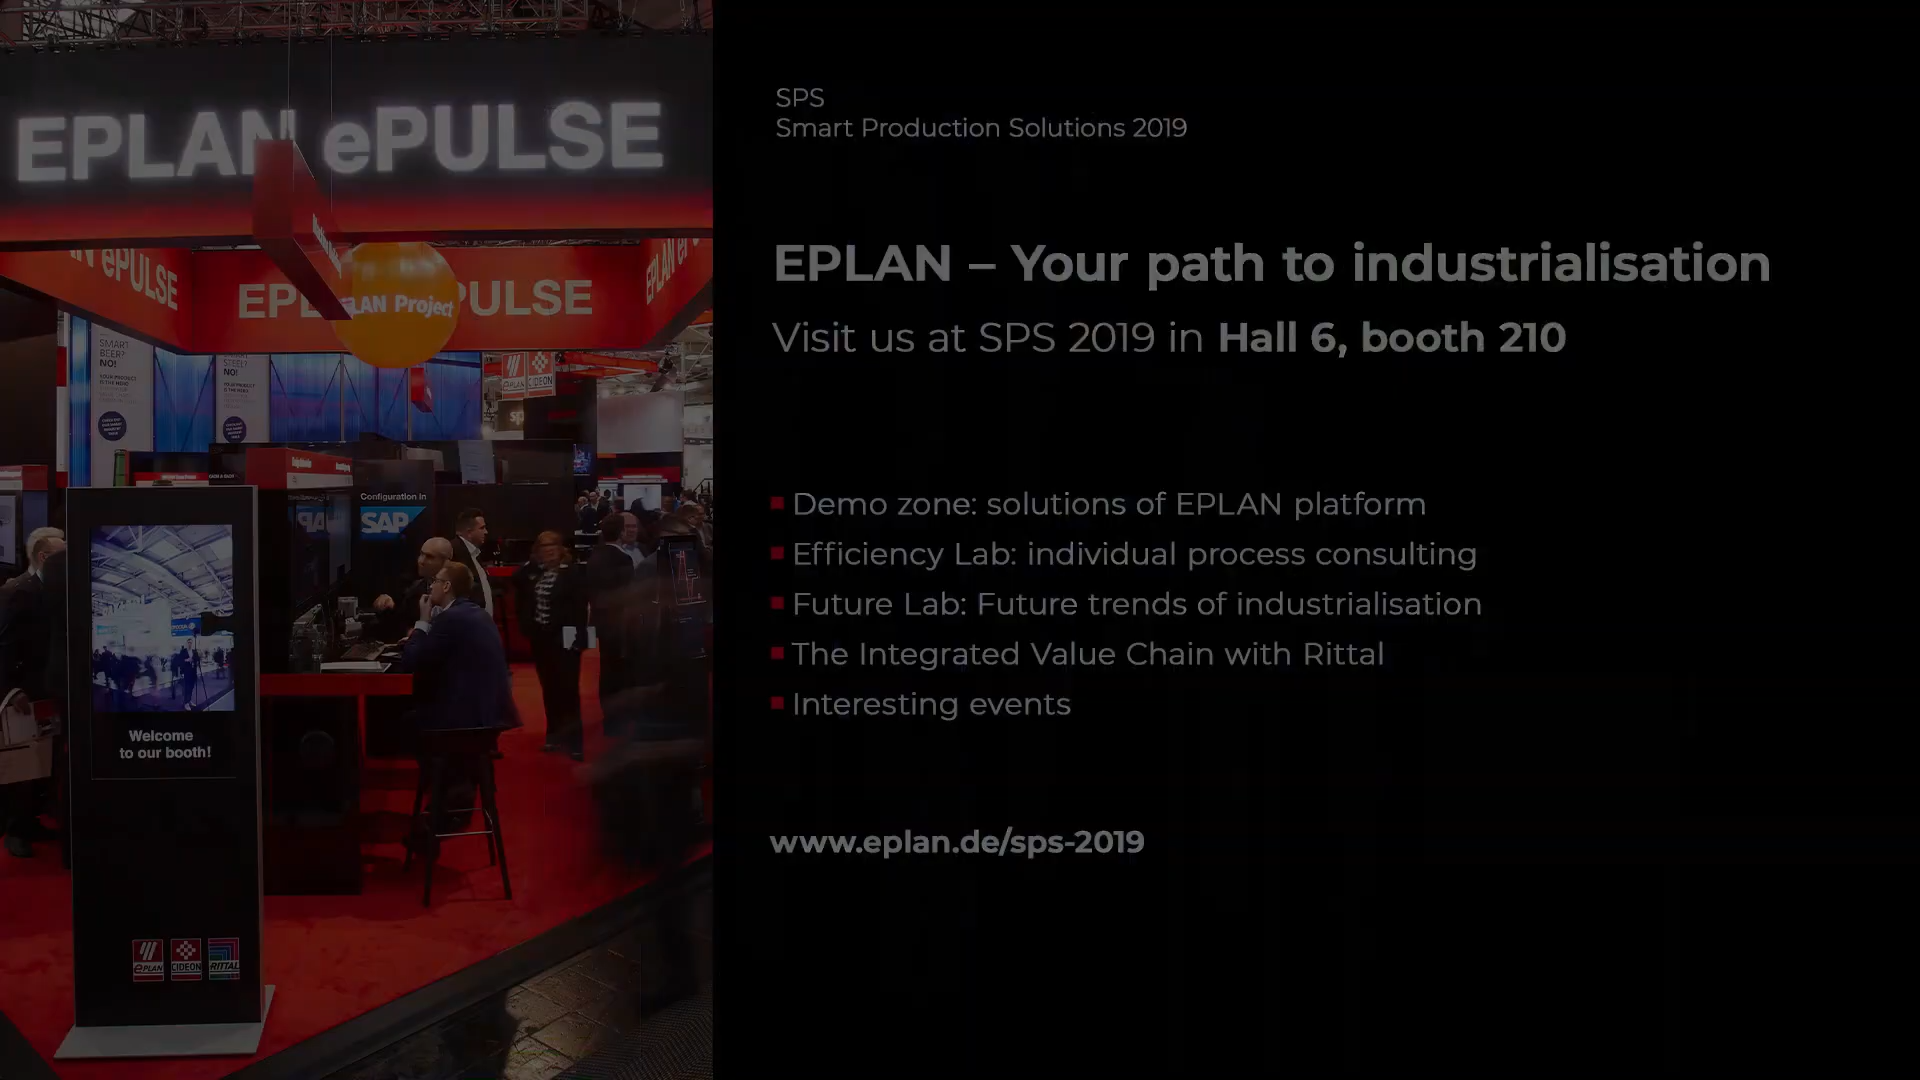 EPLAN ePULSE
EPLAN Project
SMART
BEER?
NO!
Configuration in
SAP
Welcome
to our booth!
EPLAN
CIDEON
RITTAL
SPS
Smart Production Solutions 2019
EPLAN – Your path to industrialisation
Visit us at SPS 2019 in Hall 6, booth 210
Demo zone: solutions of EPLAN platform
Efficiency Lab: individual process consulting
Future Lab: Future trends of industrialisation
The Integrated Value Chain with Rittal
Interesting events
www.eplan.de/sps-2019